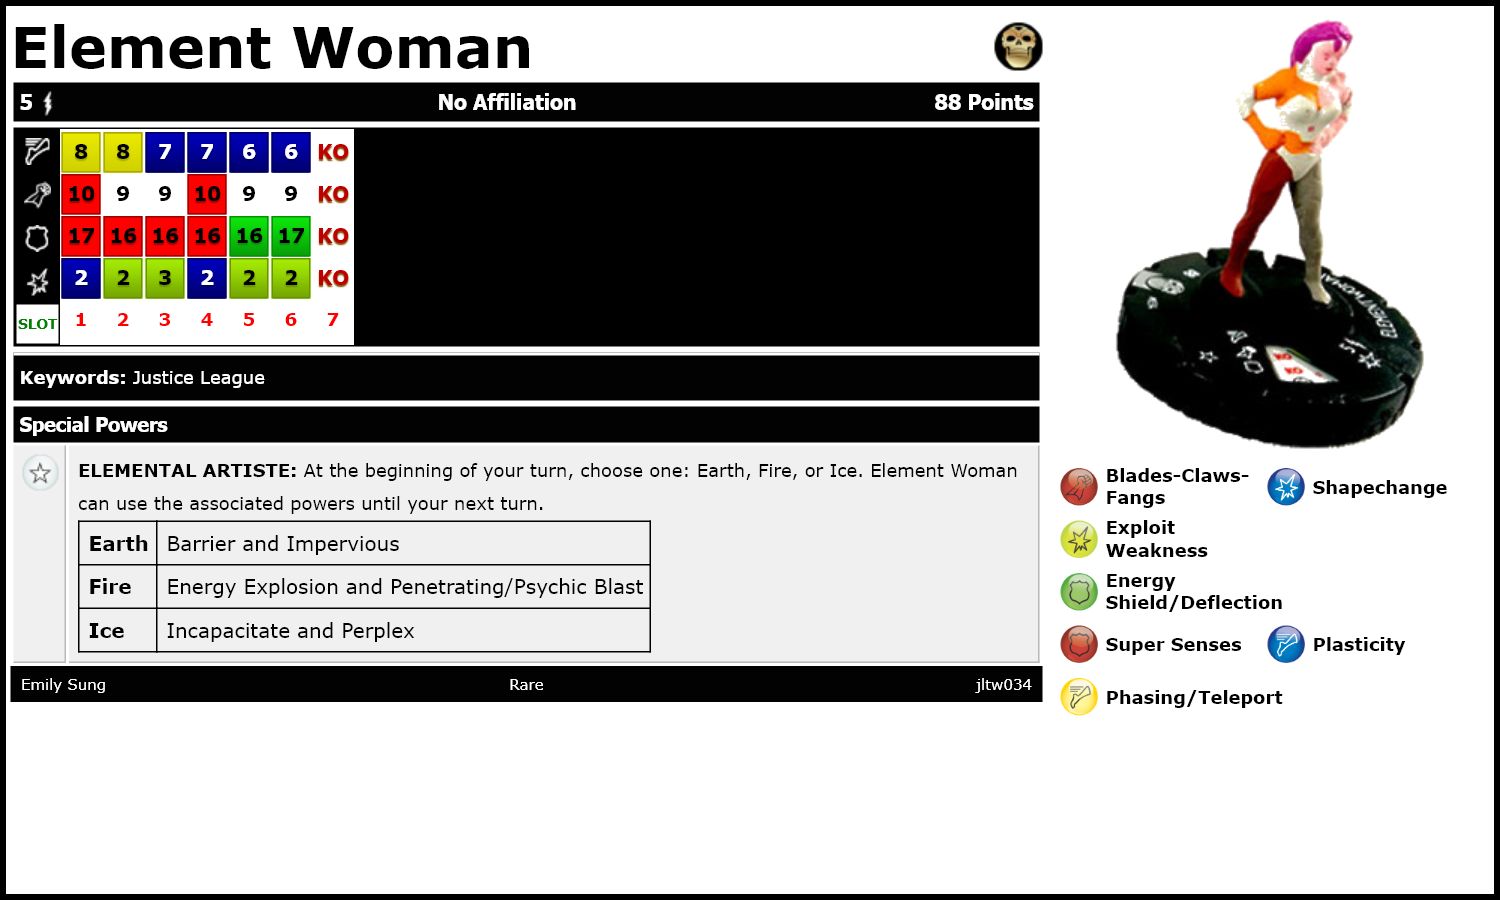 Element Woman
5 No Affiliation 88 Points
8 8 7 7 6 6 KO
10 9 9 10 9 9 KO
17 16 16 16 16 17 KO
2 2 3 2 2 2 KO
SLOT 1 2 3 4 5 6 7
Keywords: Justice League
Special Powers
ELEMENTAL ARTISTE: At the beginning of your turn, choose one: Earth, Fire, or Ice. Element Woman
can use the associated powers until your next turn.
Earth Barrier and Impervious
Fire Energy Explosion and Penetrating/Psychic Blast
Ice Incapacitate and Perplex
Emily Sung Rare jltw034
ELEMENT WOMAN
KO
KO
Blades-Claws-
Fangs
Shapechange
Exploit
Weakness
Energy
Shield/Deflection
Super Senses
Plasticity
Phasing/Teleport